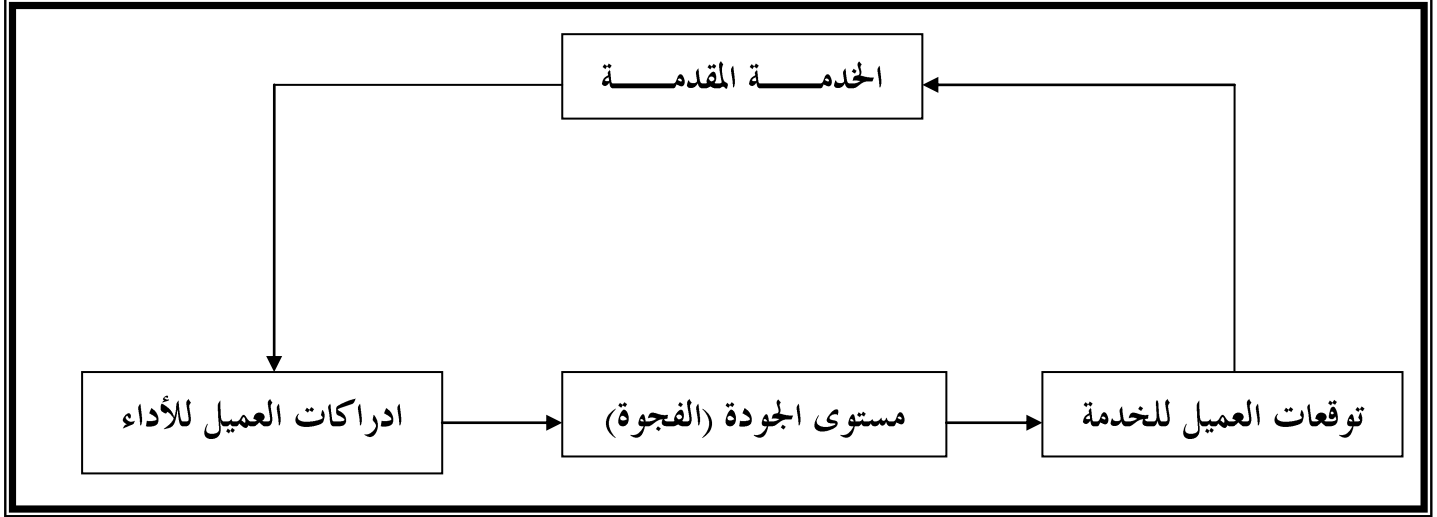 الخدمـــــة المقدمـــــة
توقعات العميل للخدمة
مستوى الجودة (الفجوة)
ادراكات العميل للأداء